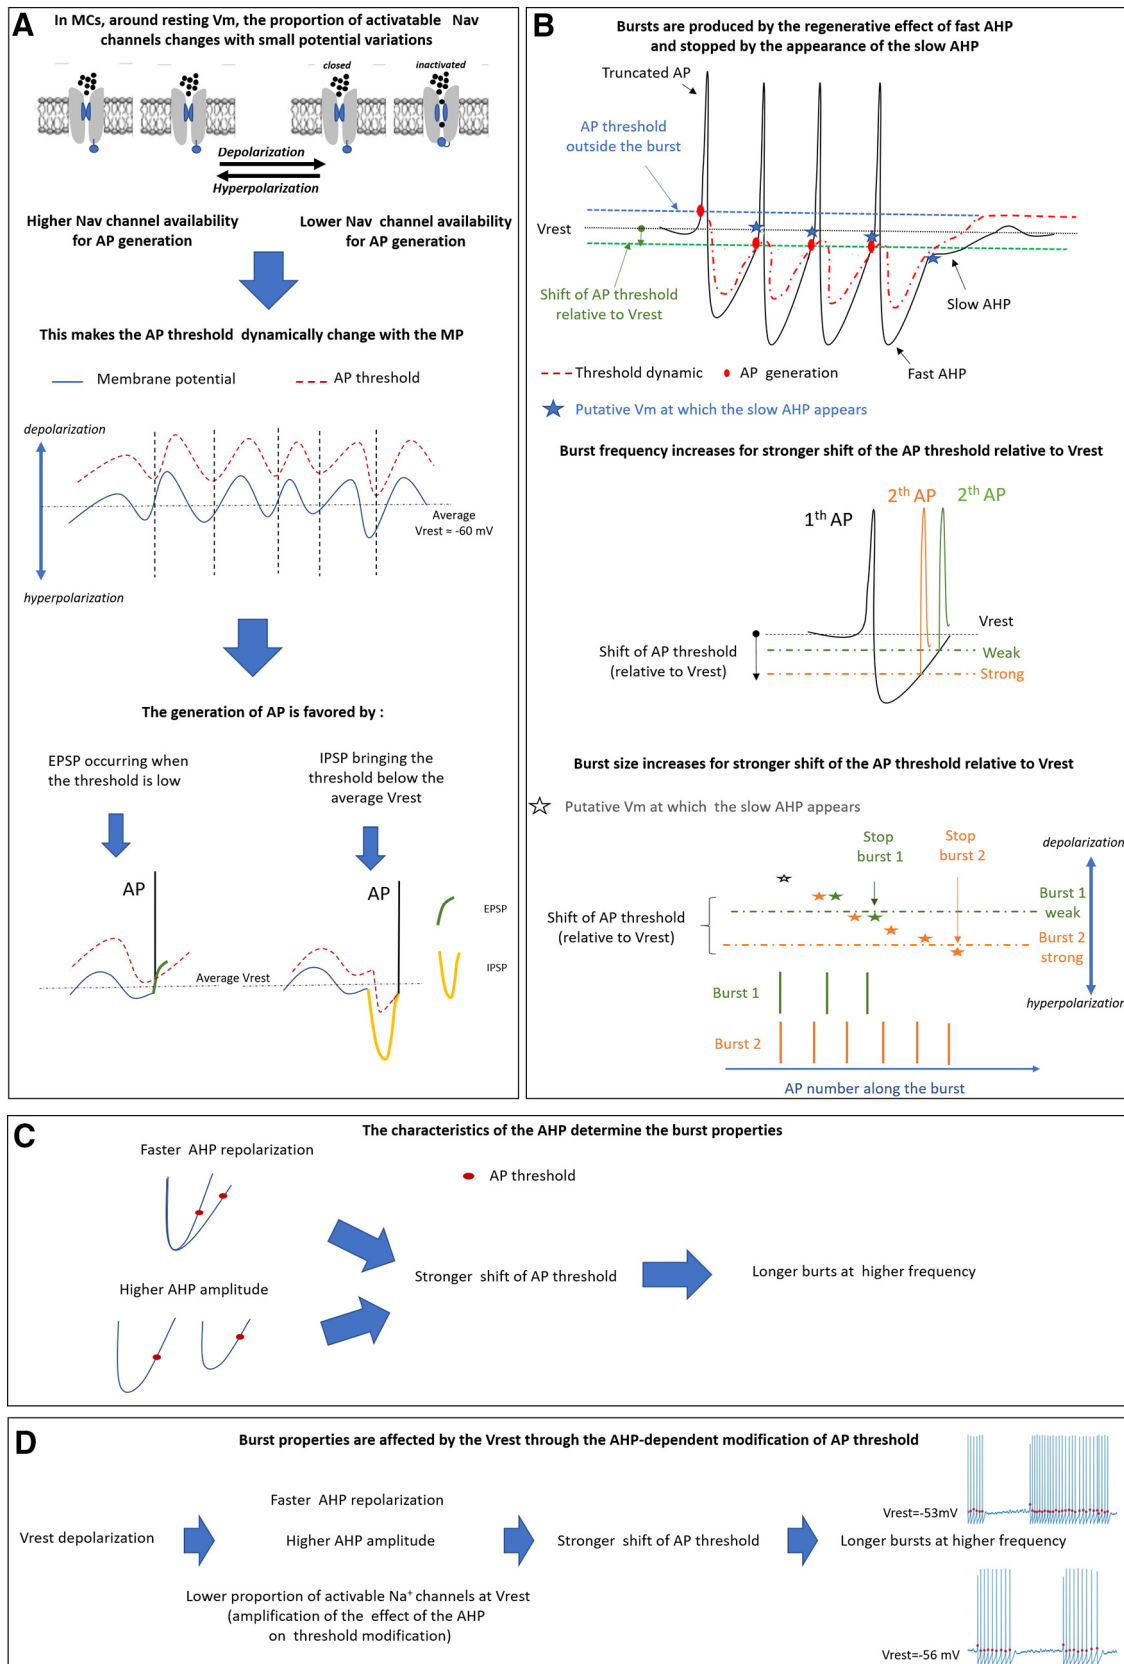 A
In MCs, around resting Vm, the proportion of activatable Nav
channels changes with small potential variations
closed
inactivated
Depolarization
Hyperpolarization
Higher Nav channel availability
for AP generation
Lower Nav channel availability
for AP generation
This makes the AP threshold dynamically change with the MP
Membrane potential
AP threshold
depolarization
Average
Vrest ≈ -60 mV
hyperpolarization
The generation of AP is favored by :
EPSP occurring when
the threshold is low
IPSP bringing the
threshold below the
average Vrest
AP
AP
EPSP
IPSP
Average Vrest
B
Bursts are produced by the regenerative effect of fast AHP
and stopped by the appearance of the slow AHP
Truncated AP
AP threshold
outside the burst
Vrest
Shift of AP threshold
relative to Vrest
Slow AHP
Fast AHP
Threshold dynamic
AP generation
Putative Vm at which the slow AHP appears
Burst frequency increases for stronger shift of the AP threshold relative to Vrest
1th AP
2th AP
2th AP
Vrest
Shift of AP threshold
(relative to Vrest)
Weak
Strong
Burst size increases for stronger shift of the AP threshold relative to Vrest
Putative Vm at which the slow AHP appears
Stop
burst 1
Stop
burst 2
depolarization
Shift of AP threshold
(relative to Vrest)
Burst 1
weak
Burst 2
strong
hyperpolarization
Burst 1
Burst 2
AP number along the burst
C
The characteristics of the AHP determine the burst properties
Faster AHP repolarization
AP threshold
Higher AHP amplitude
Stronger shift of AP threshold
Longer burts at higher frequency
D
Burst properties are affected by the Vrest through the AHP-dependent modification of AP threshold
Vrest depolarization
Faster AHP repolarization
Higher AHP amplitude
Lower proportion of activable Na+ channels at Vrest
(amplification of the effect of the AHP
on threshold modification)
Stronger shift of AP threshold
Vrest=-53mV
Longer bursts at higher frequency
Vrest=-56 mV